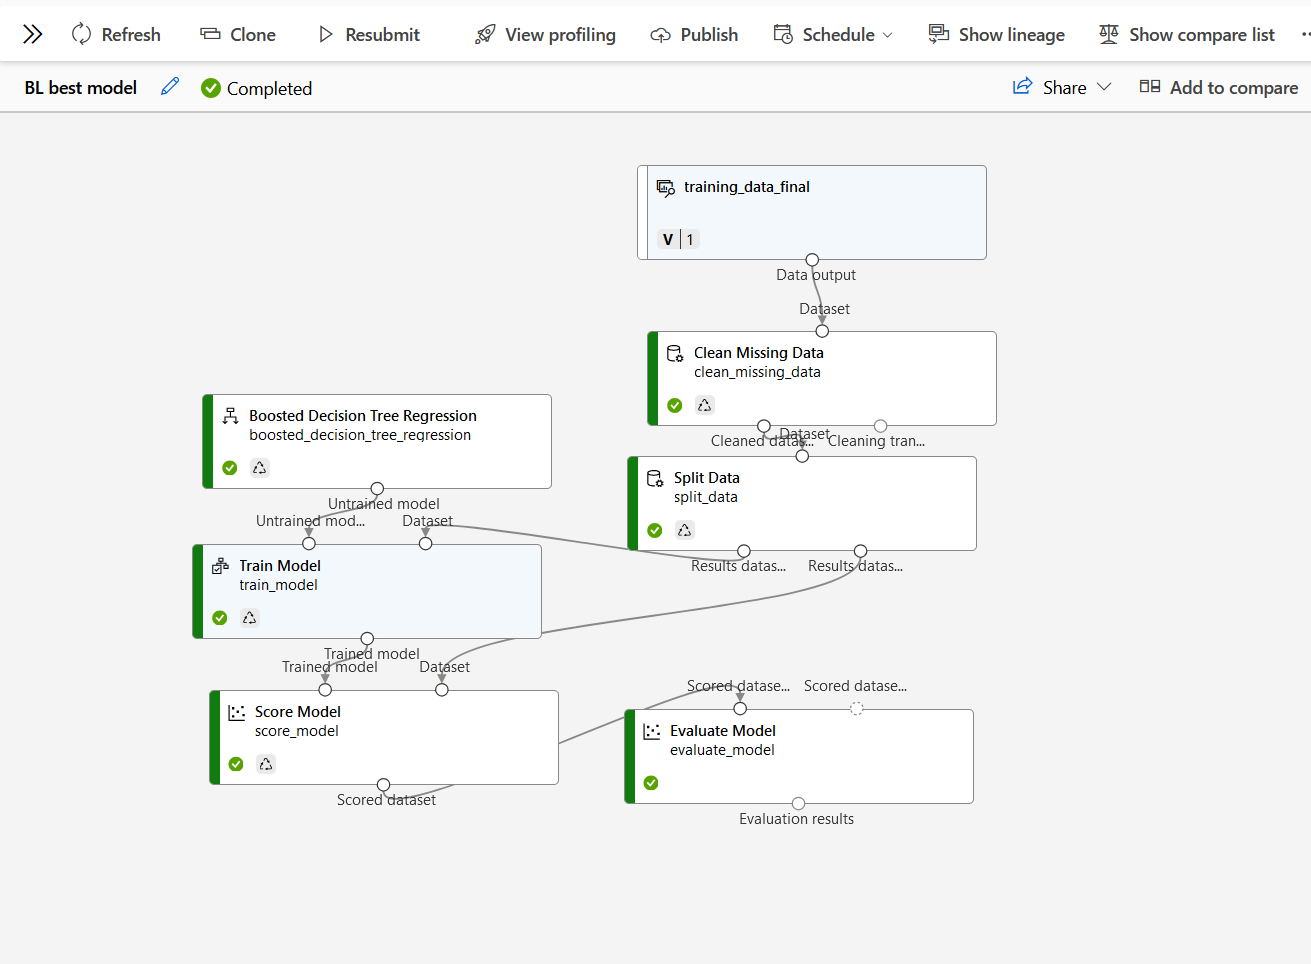 Refresh
Clone
Resubmit
View profiling
Publish
Schedule
Show lineage
Show compare list
BL best model
Completed
Share
Add to compare
training_data_final
V | 1
Data output
Dataset
Clean Missing Data
clean_missing_data
Cleaned datas...
Dataset
Cleaning tran...
Boosted Decision Tree Regression
boosted_decision_tree_regression
Split Data
split_data
Untrained model
Untrained mod...
Dataset
Results datas...
Results datas...
Train Model
train_model
Trained model
Trained model
Dataset
Scored datase...
Scored datase...
Score Model
score_model
Evaluate Model
evaluate_model
Scored dataset
Evaluation results